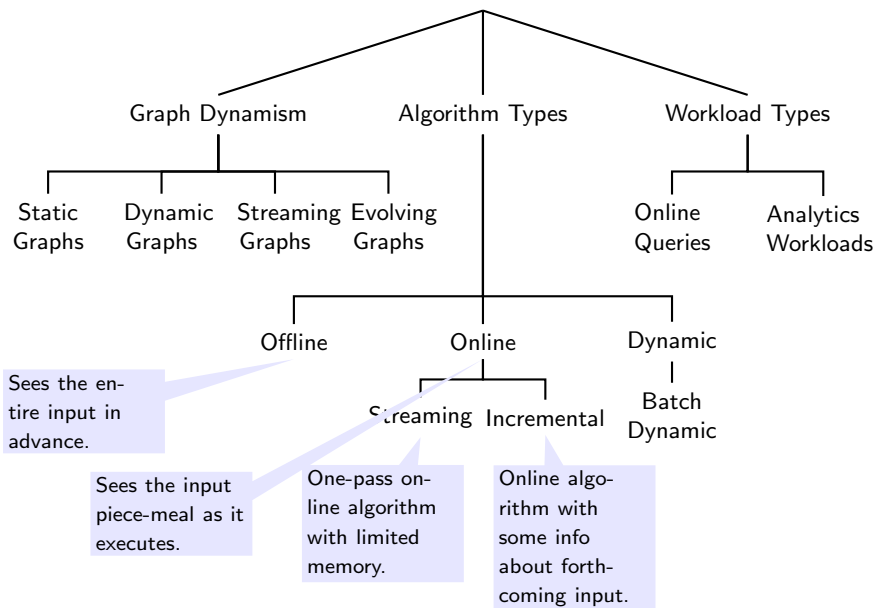 Graph Dynamism
Algorithm Types
Workload Types
Static
Graphs
Dynamic
Graphs
Streaming
Graphs
Evolving
Graphs
Online
Queries
Analytics
Workloads
Offline
Online
Dynamic
Sees the en-
tire input in
advance.
Streaming
Incremental
Batch
Dynamic
Sees the input
piece-meal as it
executes.
One-pass on-
line algorithm
with limited
memory.
Online algo-
rithm with
some info
about forth-
coming input.